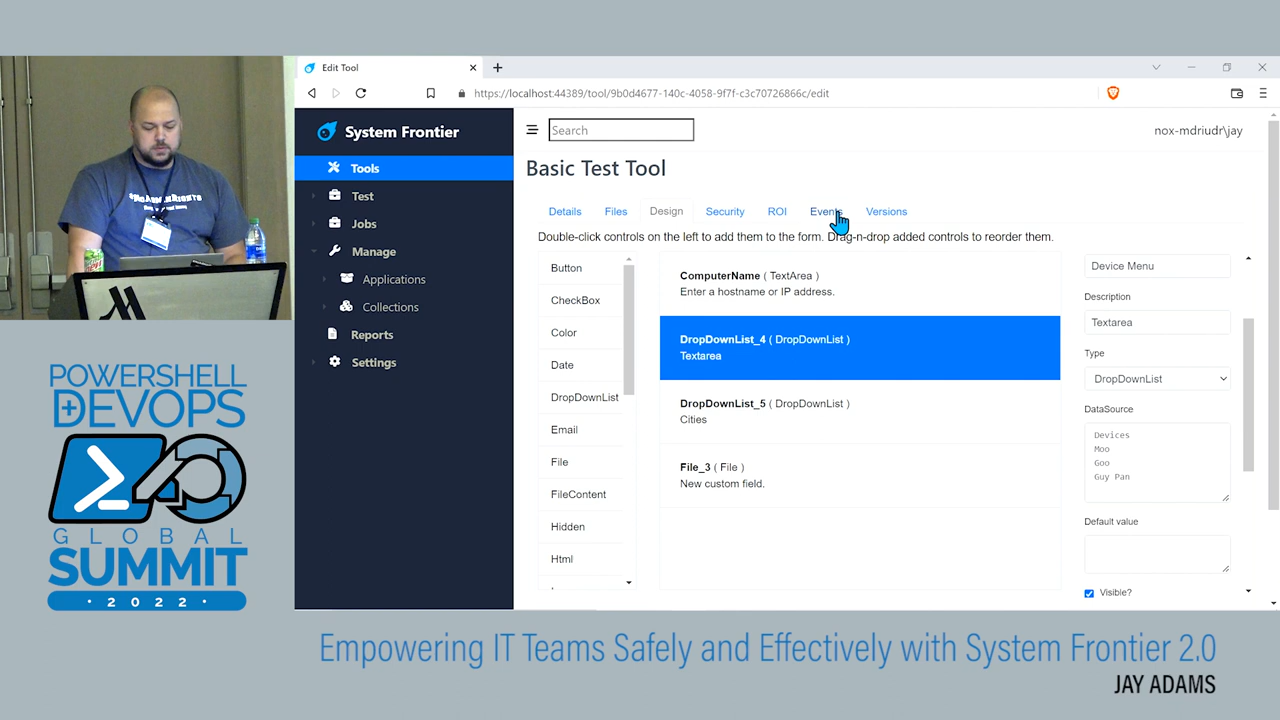 Edit Tool
https://localhost:44389/tool/9b0d4677-140c-4058-9f7f-c3c70726866c/edit
System Frontier
Search
nox-mdriudr\jay
Tools
Test
Jobs
Manage
Applications
Collections
Reports
Settings
Basic Test Tool
Details
Files
Design
Security
ROI
Events
Versions
Double-click controls on the left to add them to the form. Drag-n-drop added controls to reorder them.
Button
CheckBox
Color
Date
DropDownList
Email
File
FileContent
Hidden
Html
ComputerName ( TextArea )
Enter a hostname or IP address.
DropDownList_4 ( DropDownList )
Textarea
DropDownList_5 ( DropDownList )
Cities
File_3 ( File )
New custom field.
Device Menu
Description
Textarea
Type
DropDownList
DataSource
Devices
Moo
Goo
Guy Pan
Default value
Visible?
POWERSHELL
DEVOPS
GLOBAL
SUMMIT
· 2022 ·
Empowering IT Teams Safely and Effectively with System Frontier 2.0
JAY ADAMS